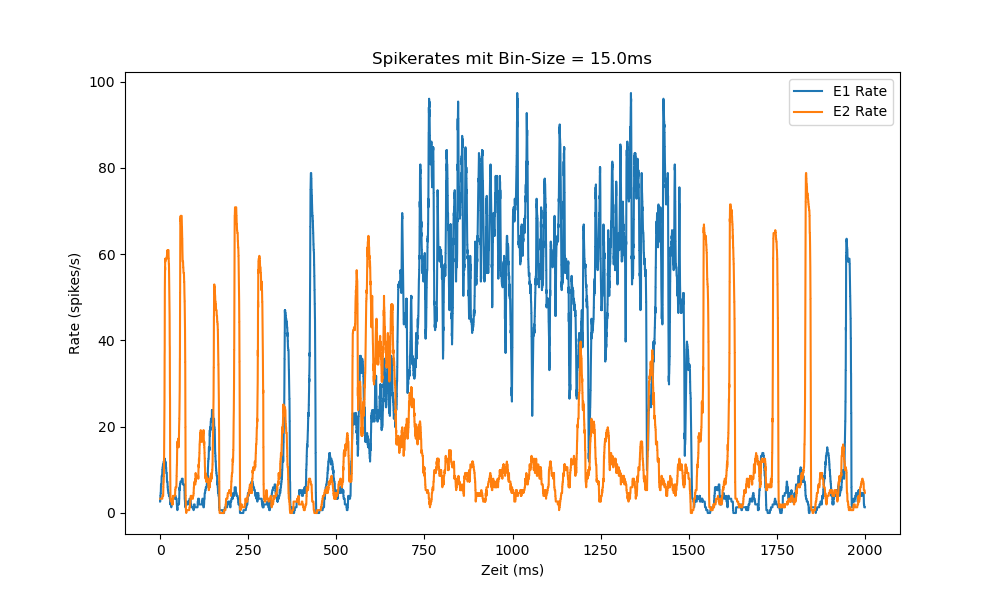 Spikerates mit Bin-Size = 15.0ms
E1 Rate
E2 Rate
Rate (spikes/s)
100
80
60
40
20
0
0 250 500 750 1000 1250 1500 1750 2000
Zeit (ms)